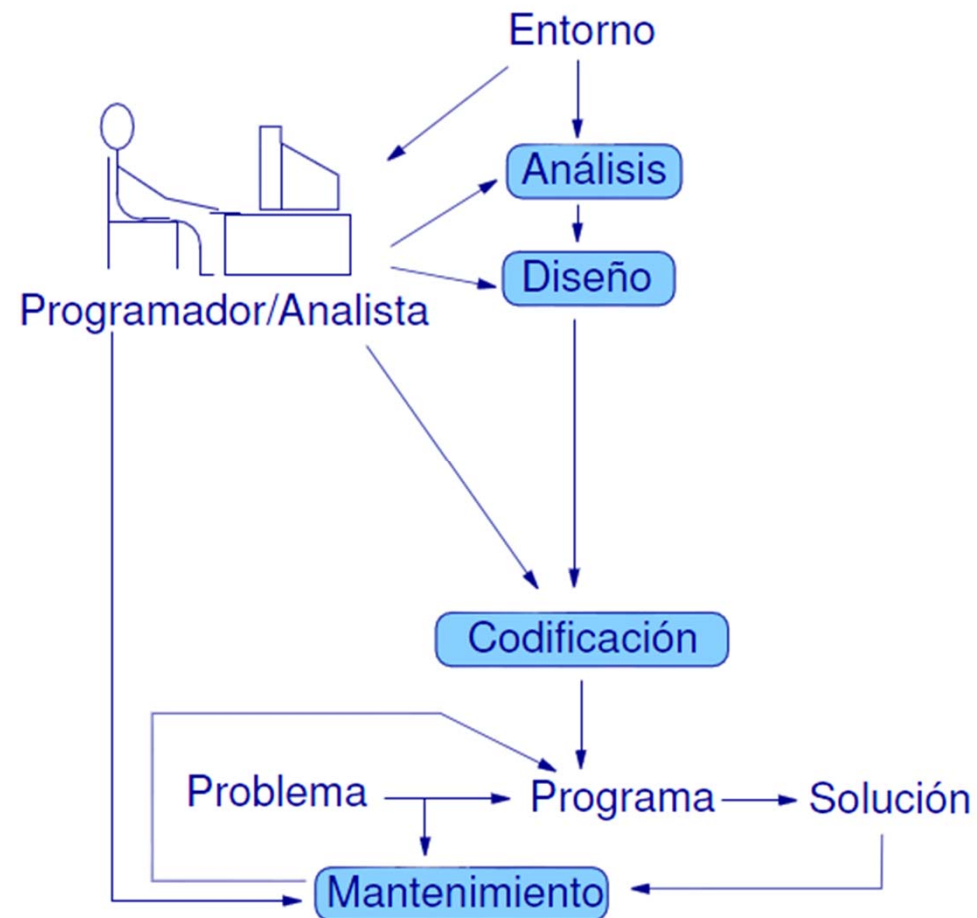 Entorno
Análisis
Diseño
Programador/Analista
Codificación
Problema
Programa
Solución
Mantenimiento